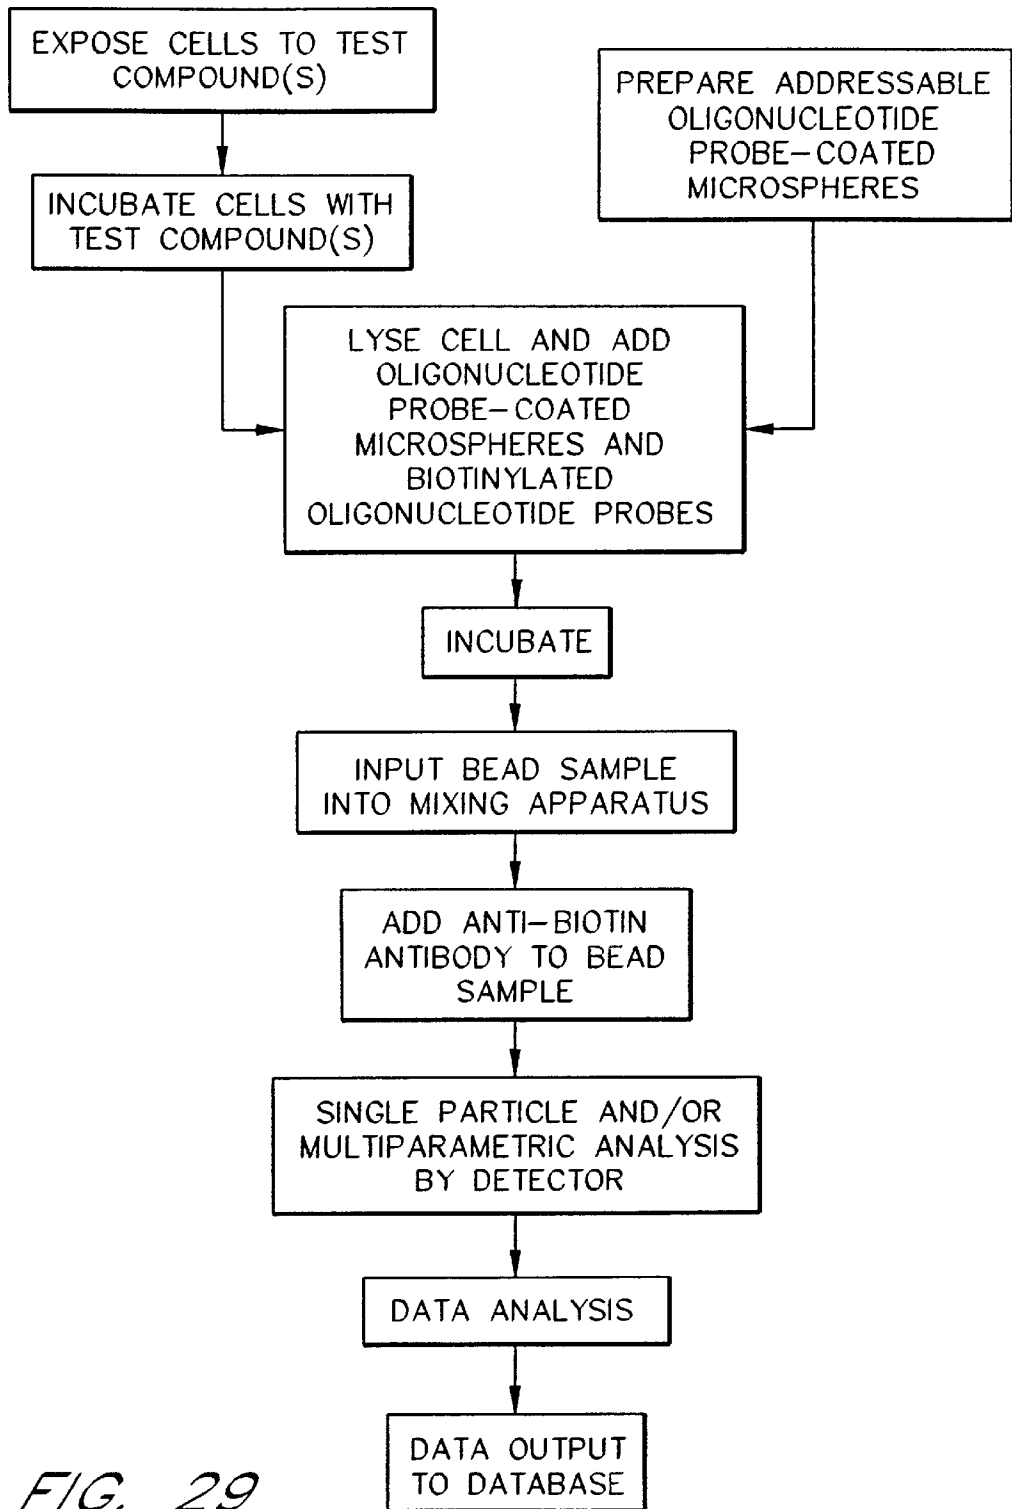 EXPOSE CELLS TO TEST
COMPOUND(S)
INCUBATE CELLS WITH
TEST COMPOUND(S)
PREPARE ADDRESSABLE
OLIGONUCLEOTIDE
PROBE-COATED
MICROSPHERES
LYSE CELL AND ADD
OLIGONUCLEOTIDE
PROBE-COATED
MICROSPHERES AND
BIOTINYLATED
OLIGONUCLEOTIDE PROBES
INCUBATE
INPUT BEAD SAMPLE
INTO MIXING APPARATUS
ADD ANTI-BIOTIN
ANTIBODY TO BEAD
SAMPLE
SINGLE PARTICLE AND/OR
MULTIPARAMETRIC ANALYSIS
BY DETECTOR
DATA ANALYSIS
DATA OUTPUT
TO DATABASE
FIG. 29